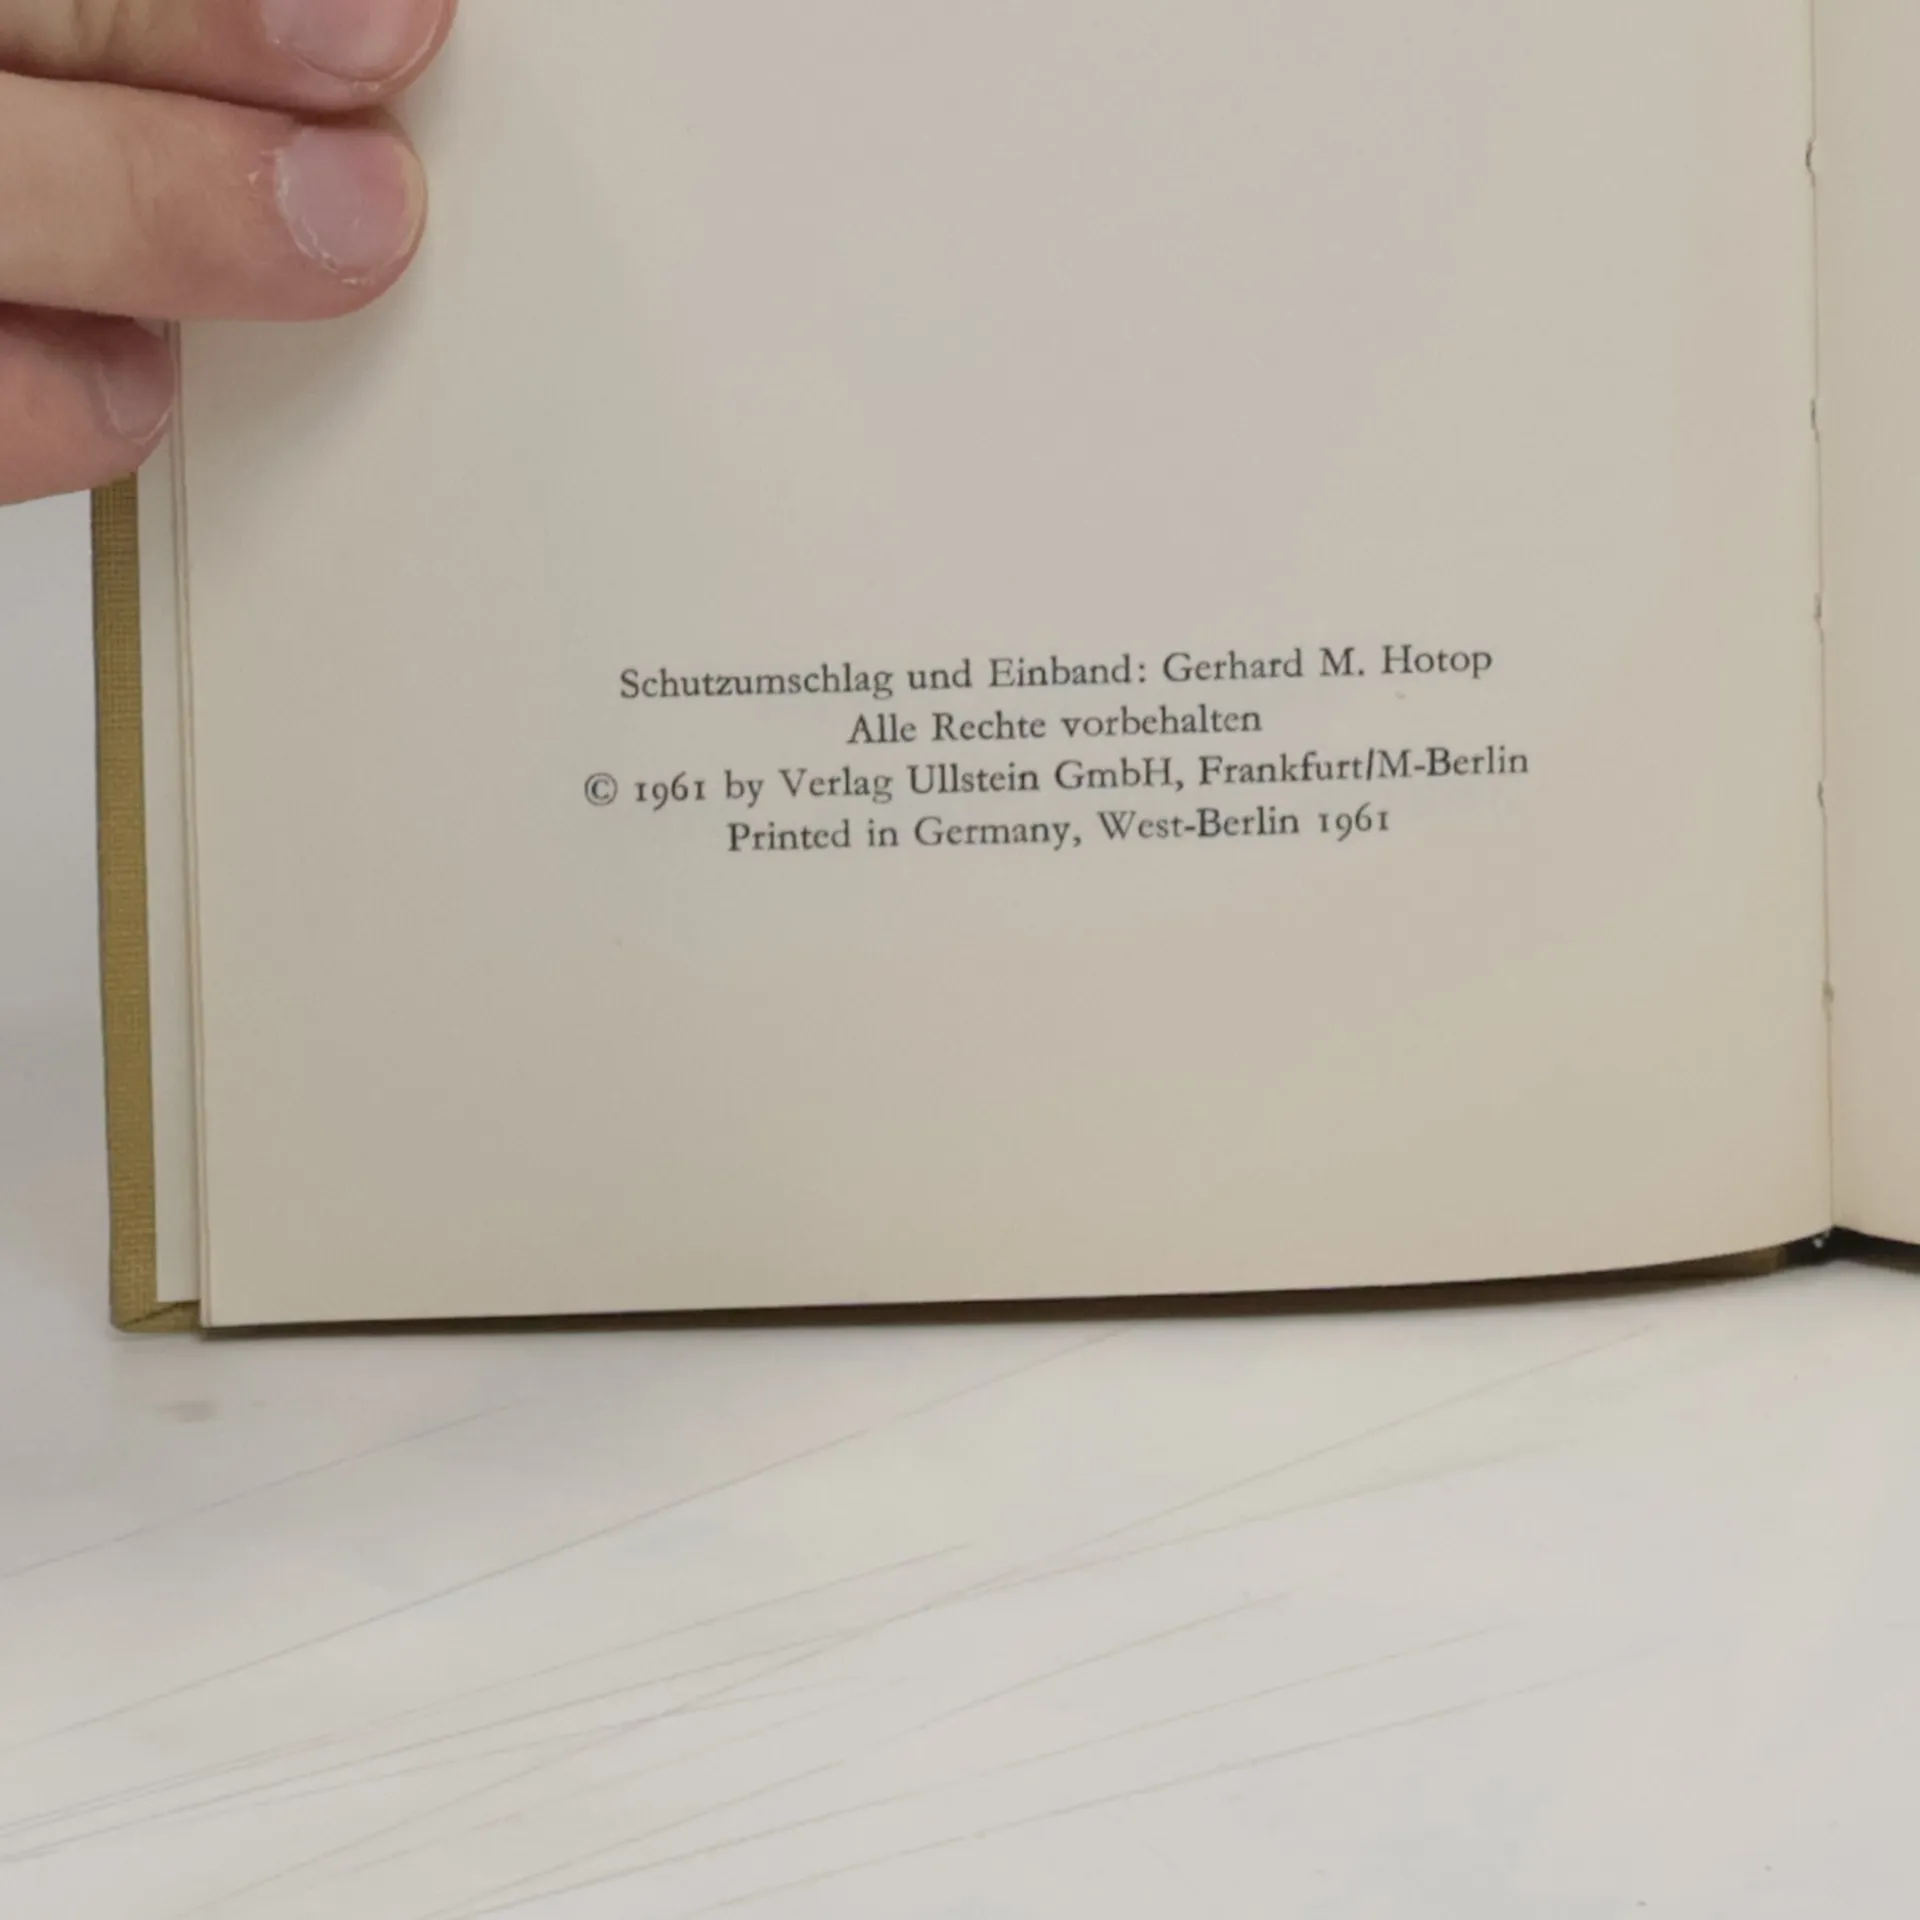 Schutzumschlag und Einband: Gerhard M. Hotop
Alle Rechte vorbehalten
© 1961 by Verlag Ullstein GmbH, Frankfurt/M-Berlin
Printed in Germany, West-Berlin 1961